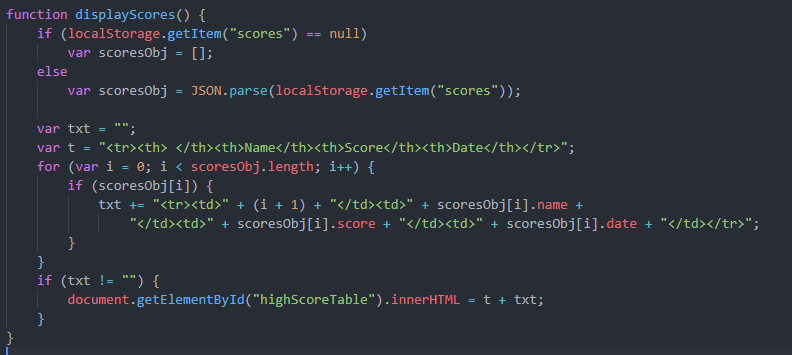 function displayScores() {
    if (localStorage.getItem("scores") == null)
        var scoresObj = [];
    else
        var scoresObj = JSON.parse(localStorage.getItem("scores"));

    var txt = "";
    var t = "<tr><th> </th><th>Name</th><th>Score</th><th>Date</th></tr>";
    for (var i = 0; i < scoresObj.length; i++) {
        if (scoresObj[i]) {
            txt += "<tr><td>" + (i + 1) + "</td><td>" + scoresObj[i].name +
                "</td><td>" + scoresObj[i].score + "</td><td>" + scoresObj[i].date + "</td></tr>";
        }
    }
    if (txt != "") {
        document.getElementById("highScoreTable").innerHTML = t + txt;
    }
}